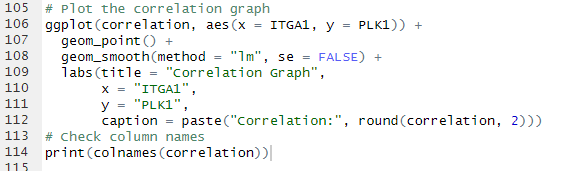 105 # Plot the correlation graph
106 ggplot(correlation, aes(x = ITGA1, y = PLK1)) +
107   geom_point() +
108   geom_smooth(method = "lm", se = FALSE) +
109   labs(title = "Correlation Graph",
110        x = "ITGA1",
111        y = "PLK1",
112        caption = paste("Correlation:", round(correlation, 2)))
113 # Check column names
114 print(colnames(correlation))
115